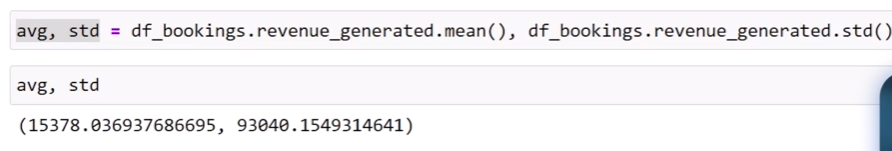 avg, std = df_bookings.revenue_generated.mean(), df_bookings.revenue_generated.std()
avg, std
(15378.036937686695, 93040.1549314641)